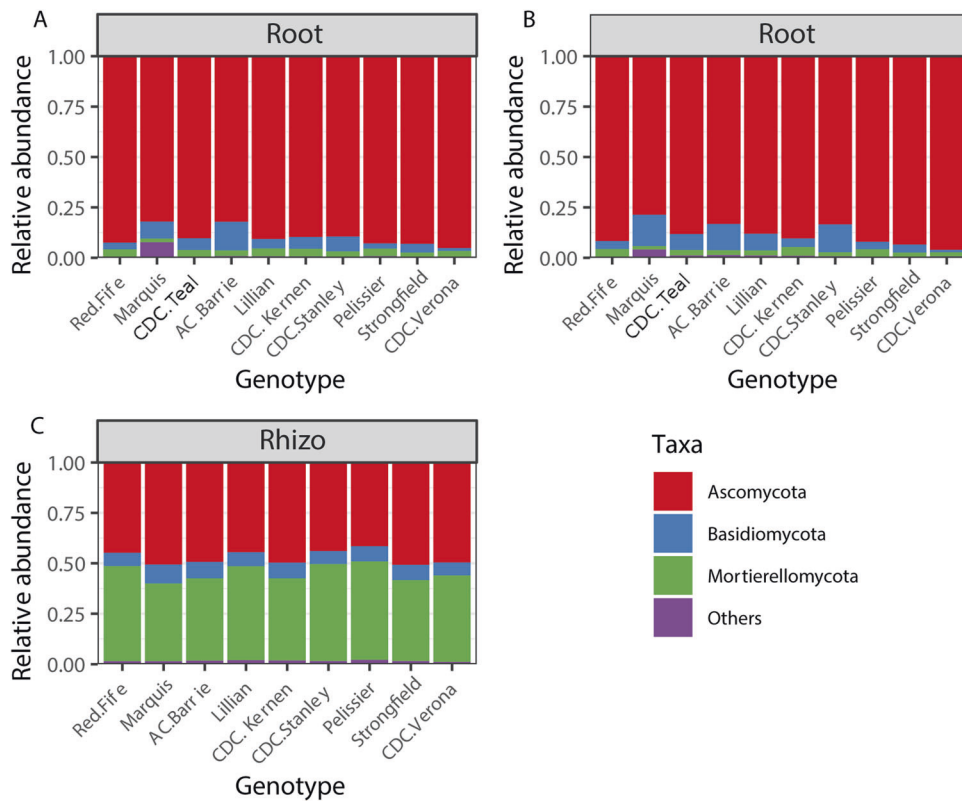 A
Root
Relative abundance
1.00
0.75
0.50
0.25
0.00
Red.Fife
Marquis
CDC.Teal
AC.Barrie
Lillian
CDC. Kernen
CDC.Stanley
Pelissier
Strongfield
CDC.Verona
Genotype
B
Root
Relative abundance
1.00
0.75
0.50
0.25
0.00
Red.Fife
Marquis
CDC.Teal
AC.Barrie
Lillian
CDC. Kernen
CDC.Stanley
Pelissier
Strongfield
CDC.Verona
Genotype
C
Rhizo
Relative abundance
1.00
0.75
0.50
0.25
0.00
Red.Fife
Marquis
AC.Barrie
Lillian
CDC. Kernen
CDC.Stanley
Pelissier
Strongfield
CDC.Verona
Genotype
Taxa
Ascomycota
Basidiomycota
Mortierellomycota
Others